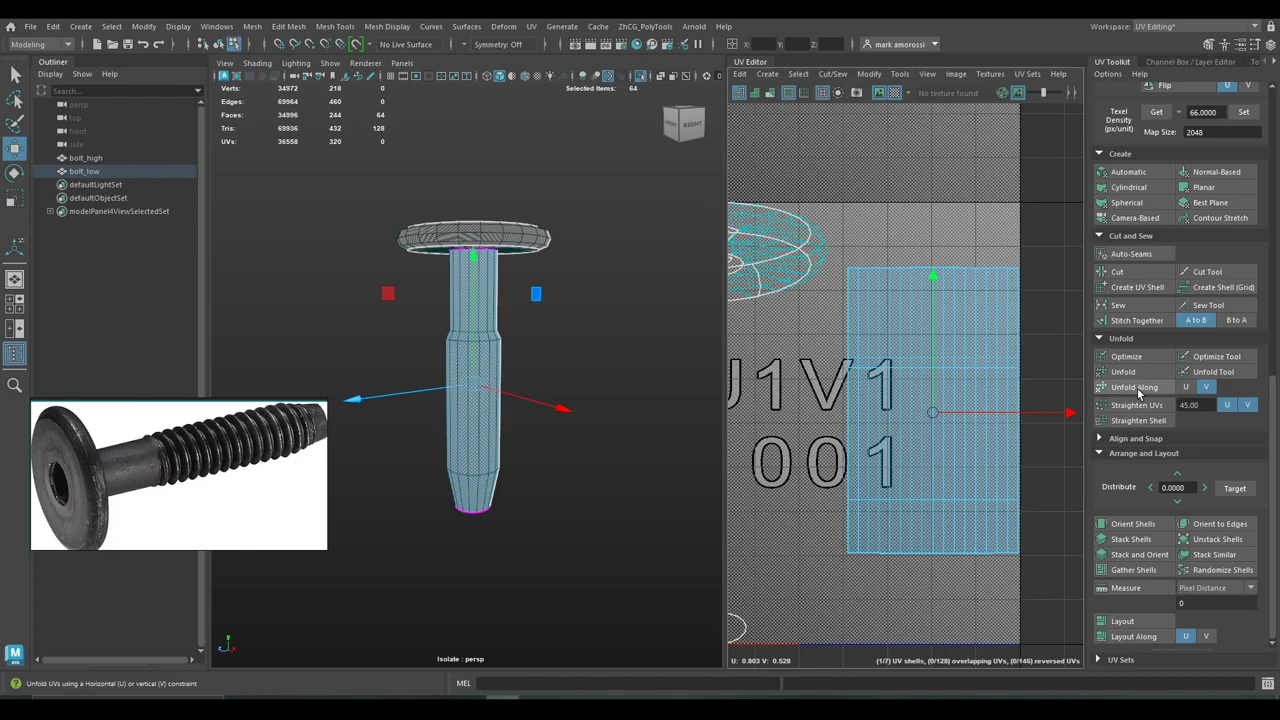 File Edit Create Select Modify Display Windows Edit Mesh Mesh Tools Mesh Display Curves Surfaces Deform UV Generate Cache ZhCG_PolyTools Arnold Help Workspace: UV Editing*
Modeling No Live Surface Symmetry: Off X: Y: Z: mark amorossi
Outliner
Display Show Help
Search...
persp
top
front
side
bolt_high
bolt_low
defaultLightSet
defaultObjectSet
modelPanel4ViewSelectedSet
View Shading Lighting Show Renderer Panels
Verts: 34972 218 0
Edges: 69964 460 0
Faces: 34996 244 64
Tris: 69936 432 128
UVs: 36558 320 0
Selected Items: 64
RIGHT
Isolate : persp
UV Editor
Edit Create Select Cut/Sew Modify Tools View Image Textures UV Sets Help
No texture found
U1V1
001
U: 0.803 V: 0.528 (1/7) UV shells, (0/128) overlapping UVs, (0/146) reversed UVs
UV Toolkit Channel Box / Layer Editor To
Options Help
Flip U V
Texel Density (px/unit) Get 66.0000 Set
Map Size: 2048
Create
Automatic Normal-Based
Cylindrical Planar
Spherical Best Plane
Camera-Based Contour Stretch
Cut and Sew
Auto-Seams
Cut Cut Tool
Create UV Shell Create Shell (Grid)
Sew Sew Tool
Stitch Together A to B B to A
Unfold
Optimize Optimize Tool
Unfold Unfold Tool
Unfold Along U V
Straighten UVs 45.00 U V
Straighten Shell
Align and Snap
Arrange and Layout
Distribute 0.0000 Target
Orient Shells Orient to Edges
Stack Shells Unstack Shells
Stack and Orient Stack Similar
Gather Shells Randomize Shells
Measure Pixel Distance
0
Layout
Layout Along U V
UV Sets
Unfold UVs using a Horizontal (U) or vertical (V) constraint MEL